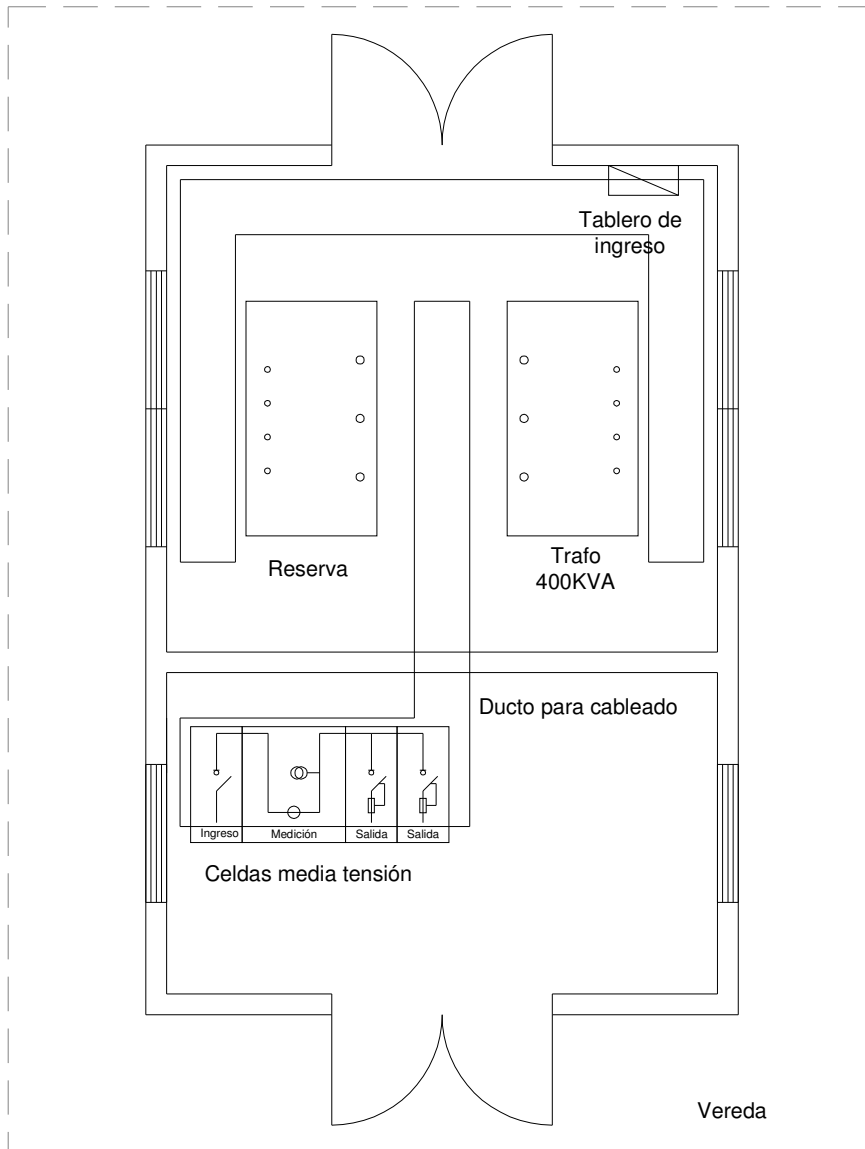 Tablero de
ingreso
Reserva
Trafo
400KVA
Ducto para cableado
Ingreso
Medición
Salida
Salida
Celdas media tensión
Vereda